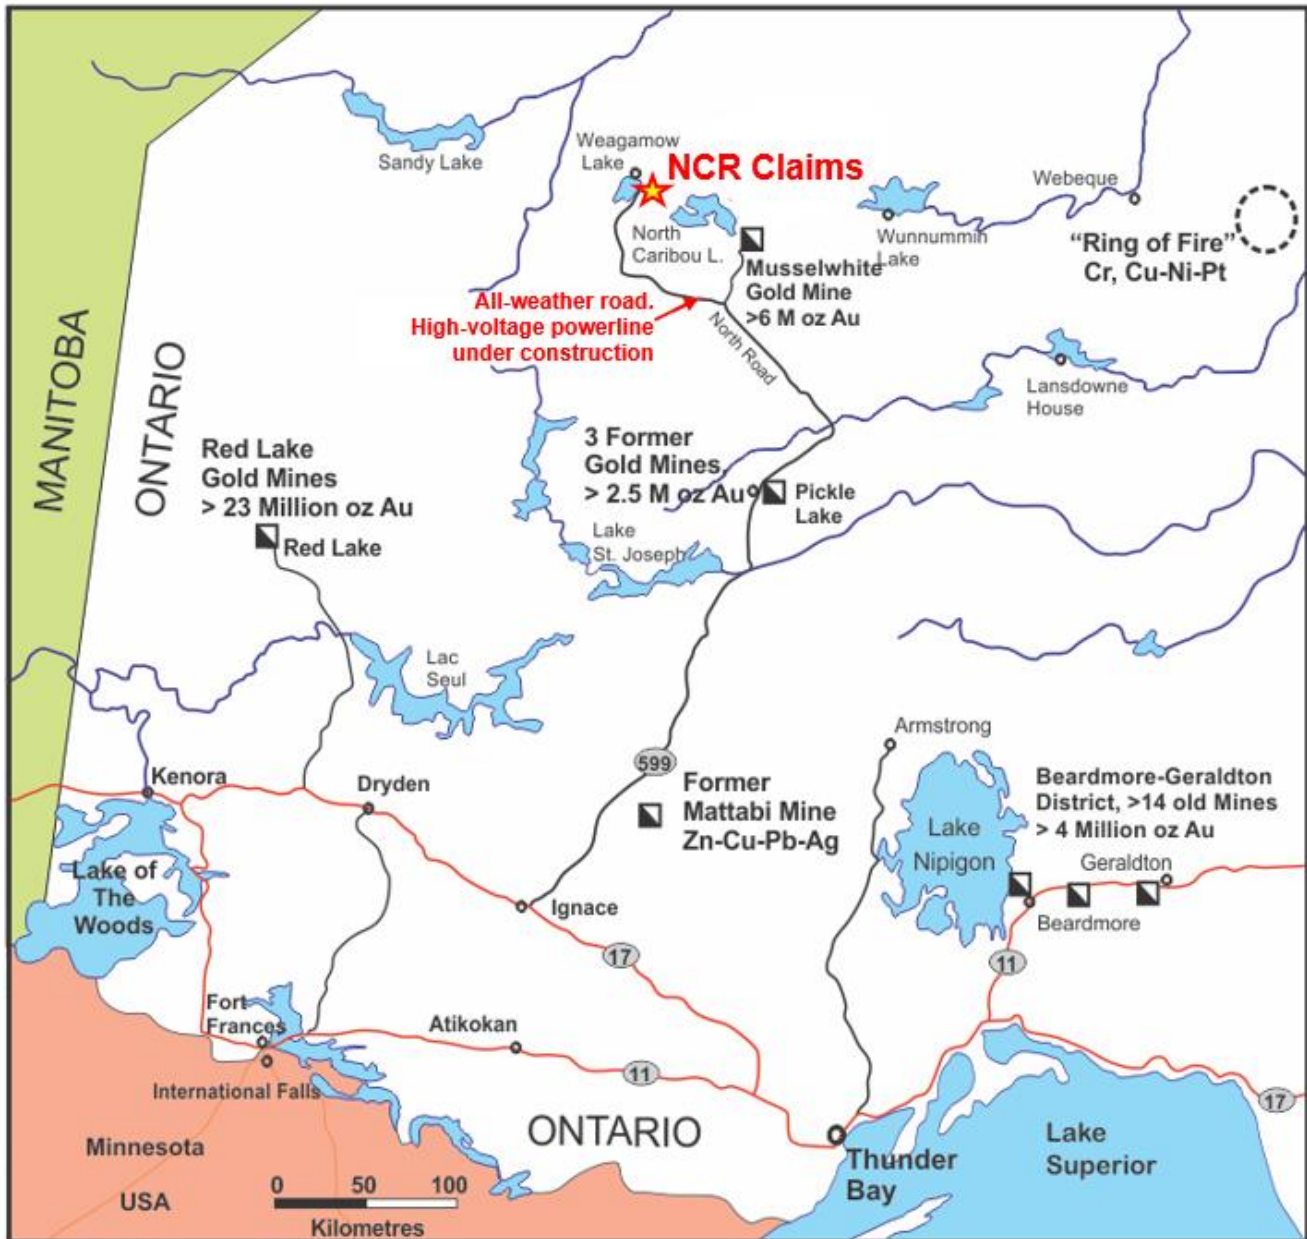 Weagamow
Lake
NCR Claims
Sandy Lake
Webeque
North
Caribou L.
Wunnummin
Lake
"Ring of Fire"
Cr, Cu-Ni-Pt
Musselwhite
Gold Mine
>6 M oz Au
All-weather road.
High-voltage powerline
under construction
North Road
MANITOBA
ONTARIO
Lansdowne
House
Red Lake
Gold Mines
> 23 Million oz Au
Red Lake
3 Former
Gold Mines,
> 2.5 M oz Au
Pickle
Lake
Lake
St. Joseph
Lac
Seul
Armstrong
599
Former
Mattabi Mine
Zn-Cu-Pb-Ag
Kenora
Dryden
Beardmore-Geraldton
District, >14 old Mines
> 4 Million oz Au
Lake
Nipigon
Geraldton
Lake of
The
Woods
Ignace
Beardmore
17
11
Fort
Frances
Atikokan
International Falls
11
17
ONTARIO
Minnesota
USA
Thunder
Bay
Lake
Superior
0 50 100
Kilometres